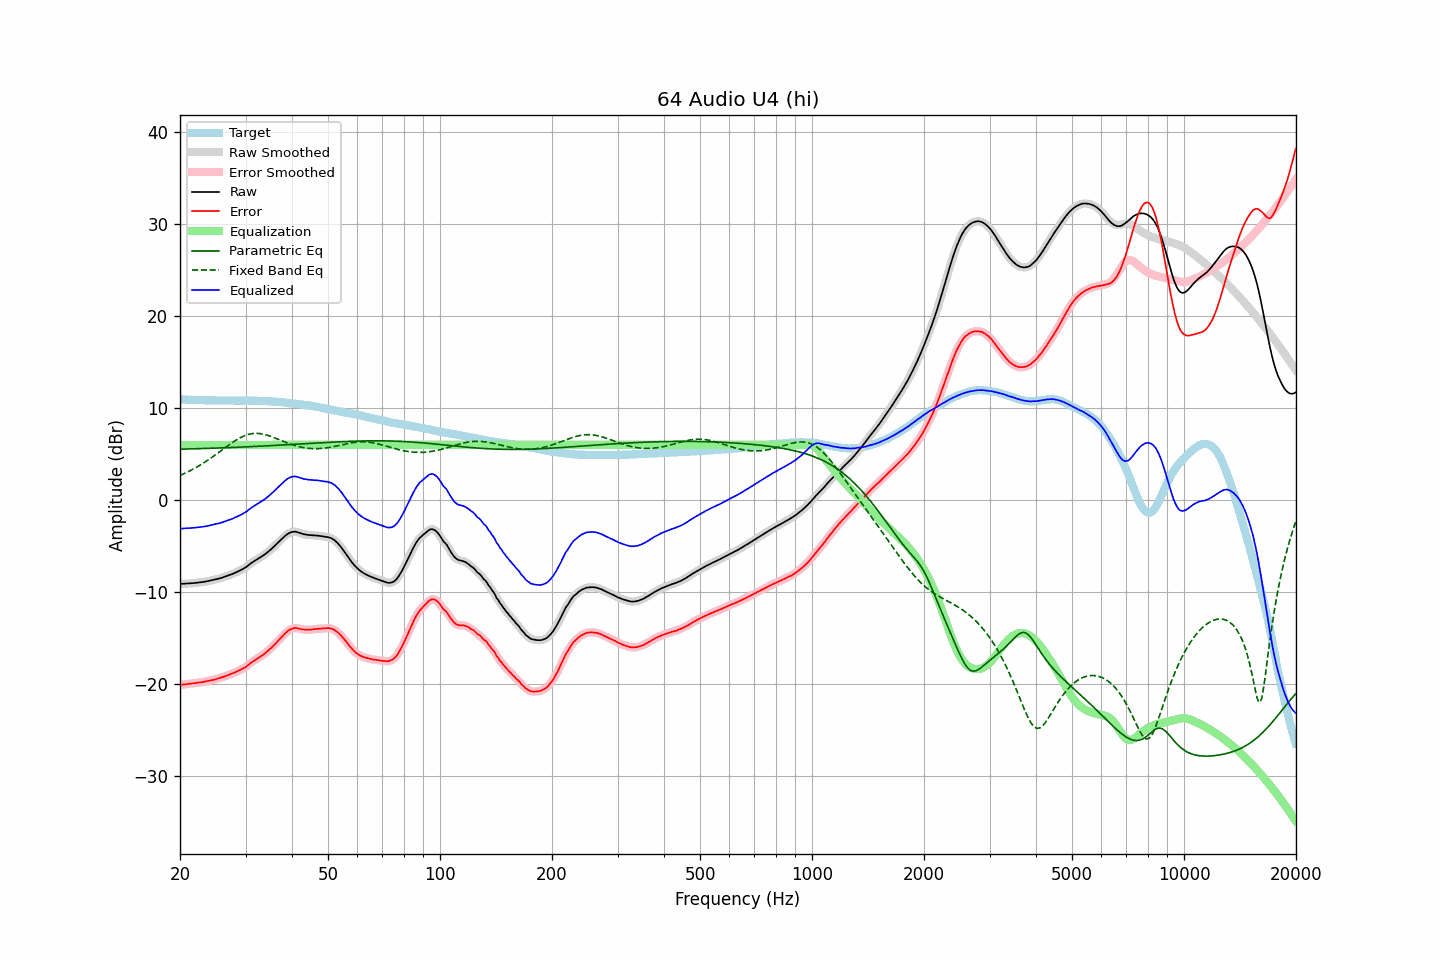 64 Audio U4 (hi)
Target
Raw Smoothed
Error Smoothed
Raw
Error
Equalization
Parametric Eq
Fixed Band Eq
Equalized
Amplitude (dBr)
40
30
20
10
0
−10
−20
−30
20 50 100 200 500 1000 2000 5000 10000 20000
Frequency (Hz)